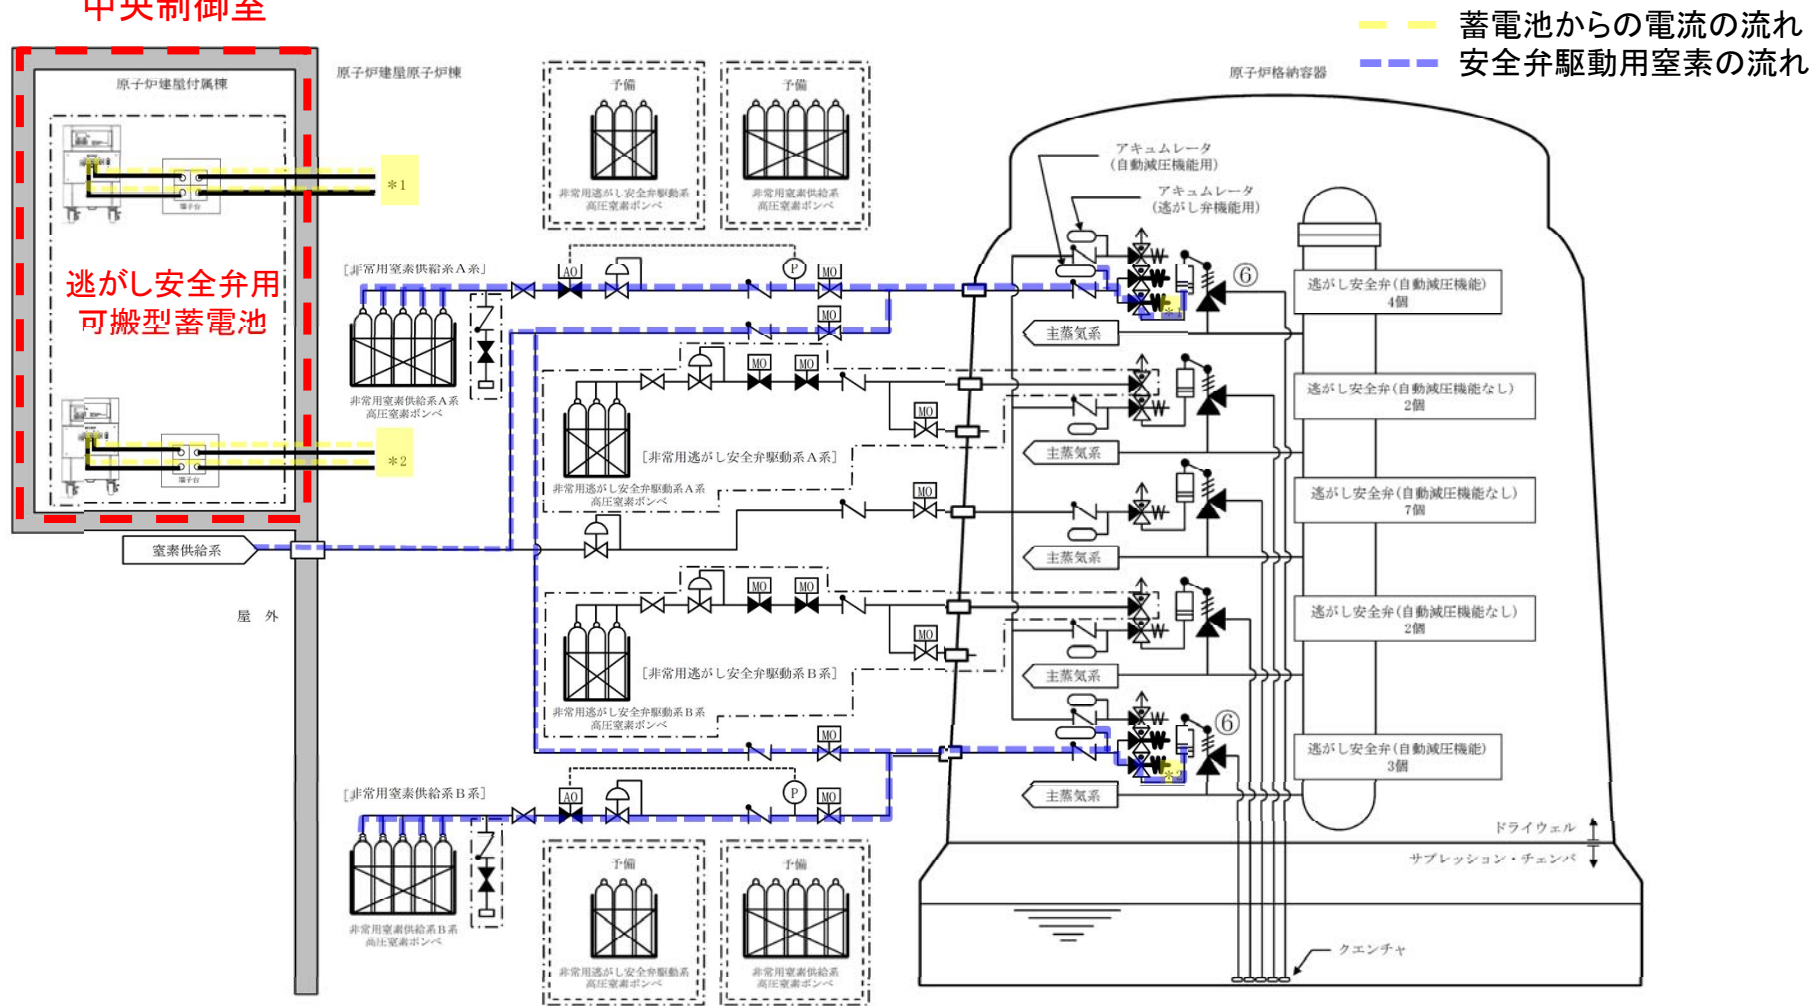 中央制御室
蓄電池からの電流の流れ
安全弁駆動用窒素の流れ
原子炉建屋原子炉棟
原子炉建屋付属棟
予備
予備
原子炉格納容器
アキュムレータ
(自動減圧機能用)
アキュムレータ
(逃がし弁機能用)
非常用逃がし安全弁駆動系
高圧窒素ボンベ
非常用窒素供給系
高圧窒素ボンベ
*1
端子台
逃がし安全弁用
可搬型蓄電池
[非常用窒素供給系A系]
AO
P
MO
MO
⑥
*1
逃がし安全弁(自動減圧機能)
4個
主蒸気系
非常用窒素供給系A系
高圧窒素ボンベ
MO
MO
MO
逃がし安全弁(自動減圧機能なし)
2個
主蒸気系
[非常用逃がし安全弁駆動系A系]
非常用逃がし安全弁駆動系A系
高圧窒素ボンベ
*2
端子台
MO
逃がし安全弁(自動減圧機能なし)
7個
主蒸気系
窒素供給系
屋 外
MO
MO
MO
逃がし安全弁(自動減圧機能なし)
2個
主蒸気系
[非常用逃がし安全弁駆動系B系]
非常用逃がし安全弁駆動系B系
高圧窒素ボンベ
MO
⑥
*2
逃がし安全弁(自動減圧機能)
3個
主蒸気系
[非常用窒素供給系B系]
AO
P
MO
ドライウェル
サプレッション・チェンバ
非常用窒素供給系B系
高圧窒素ボンベ
予備
予備
非常用逃がし安全弁駆動系
高圧窒素ボンベ
非常用窒素供給系
高圧窒素ボンベ
クエンチャ